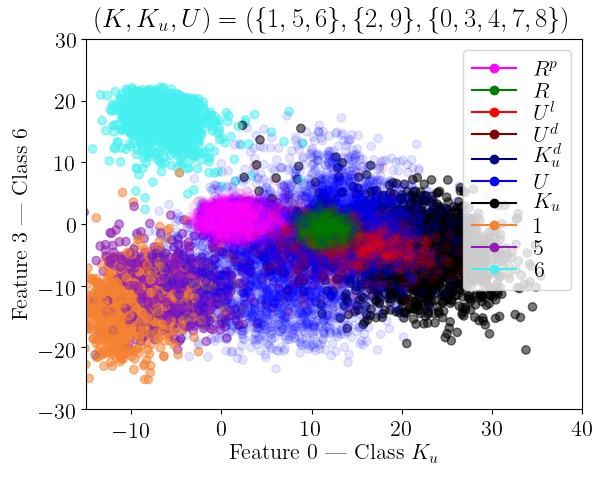 (K, K_u, U) = ({1, 5, 6}, {2, 9}, {0, 3, 4, 7, 8})
30
20
10
0
−10
−20
−30
Feature 3 — Class 6
R^p
R
U^l
U^d
K_u^d
U
K_u
1
5
6
−10
0
10
20
30
40
Feature 0 — Class K_u